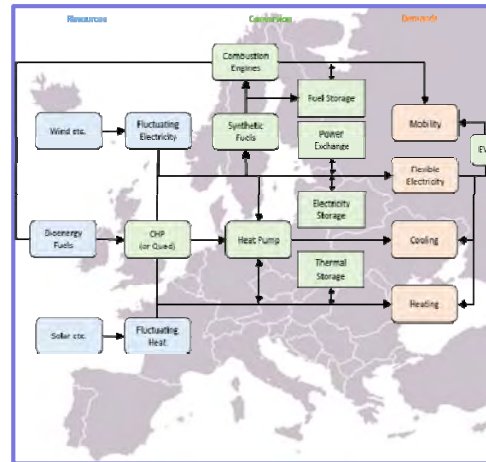 Resources
Conversion
Demands
Combustion
Engines
Fuel Storage
Wind etc.
Fluctuating
Electricity
Synthetic
Fuels
Power
Exchange
Mobility
EV
Flexible
Electricity
Electricity
Storage
Bioenergy
Fuels
CHP
(or Quad)
Heat Pump
Cooling
Thermal
Storage
Heating
Solar etc.
Fluctuating
Heat